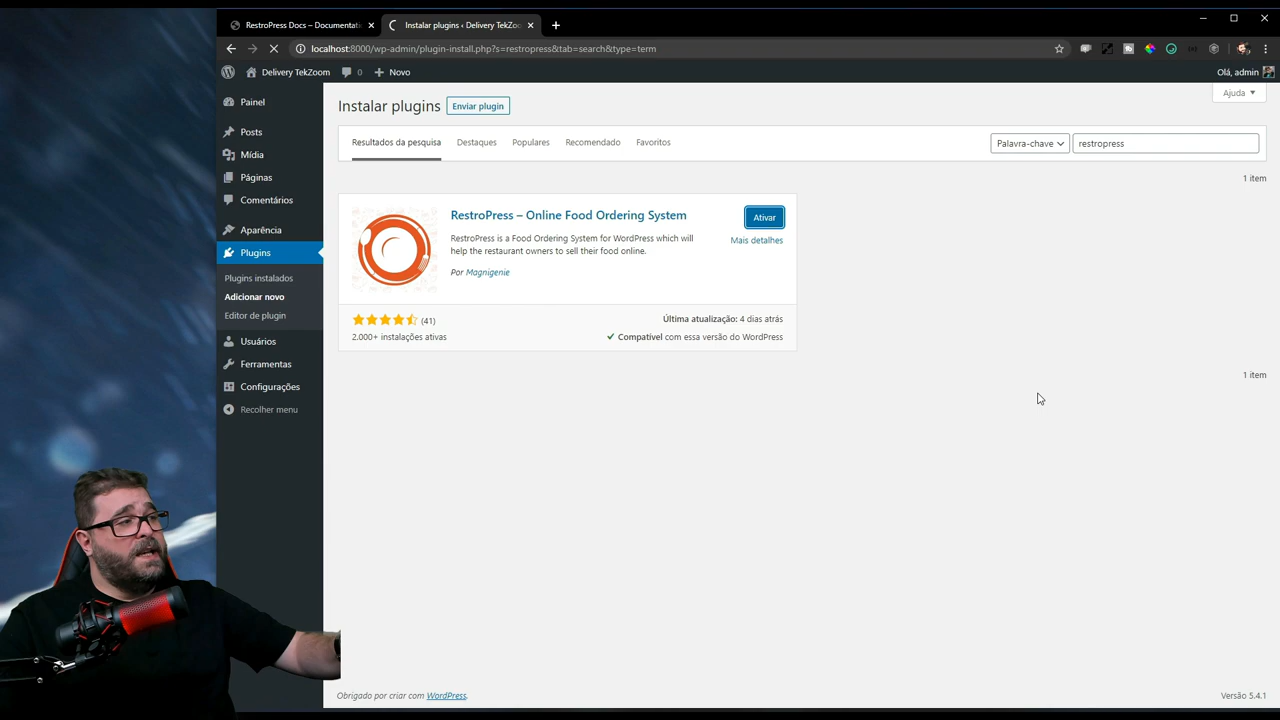 RestroPress Docs – Documentati
Instalar plugins ‹ Delivery TekZoo
localhost:8000/wp-admin/plugin-install.php?s=restropress&tab=search&type=term
Delivery TekZoom
0
Novo
Olá, admin
Painel
Posts
Mídia
Páginas
Comentários
Aparência
Plugins
Plugins instalados
Adicionar novo
Editor de plugin
Usuários
Ferramentas
Configurações
Recolher menu
Ajuda
Instalar plugins
Enviar plugin
Resultados da pesquisa
Destaques
Populares
Recomendado
Favoritos
Palavra-chave
restropress
1 item
RestroPress – Online Food Ordering System
Ativar
Mais detalhes
RestroPress is a Food Ordering System for WordPress which will
help the restaurant owners to sell their food online.
Por Magnigenie
(41)
Última atualização: 4 dias atrás
2.000+ instalações ativas
Compatível com essa versão do WordPress
1 item
Obrigado por criar com WordPress.
Versão 5.4.1